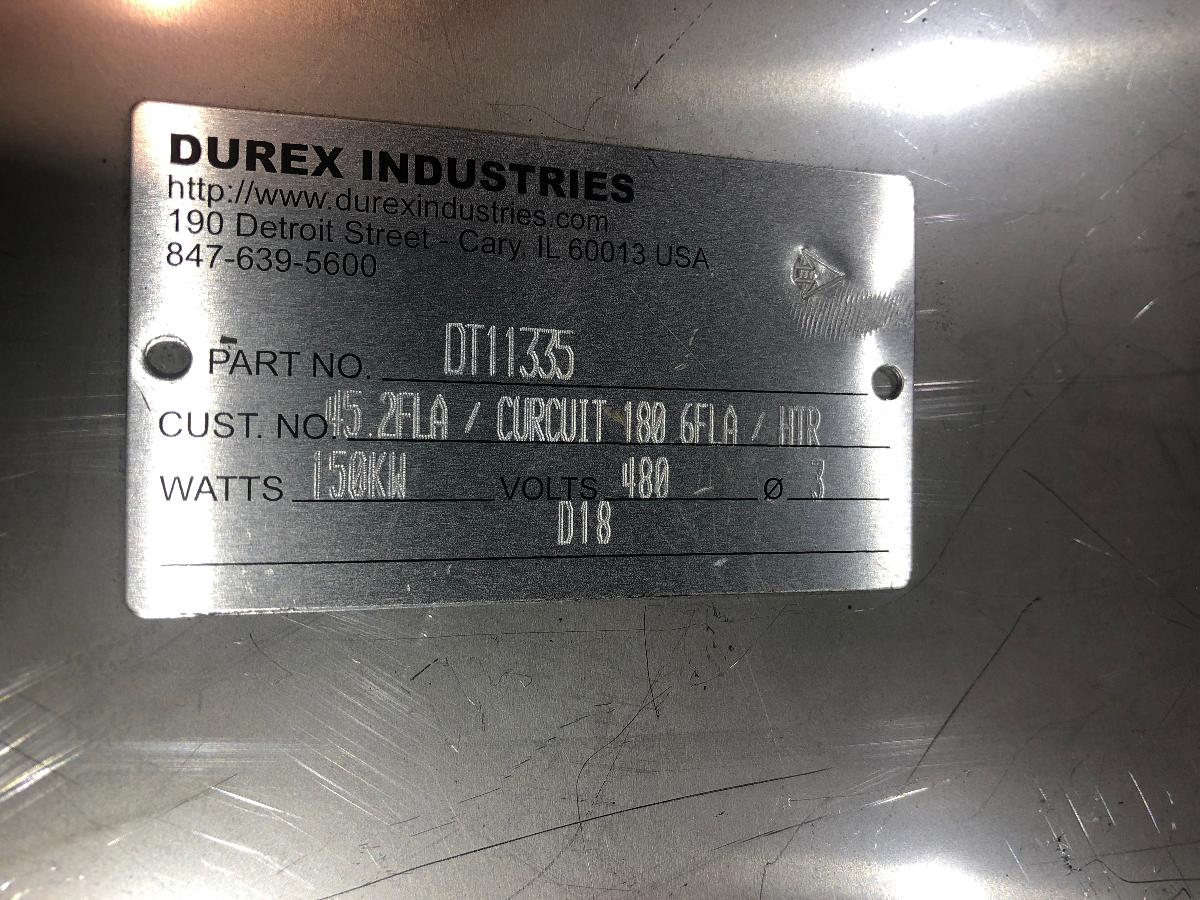 DUREX INDUSTRIES
http://www.durexindustries.com
190 Detroit Street - Cary, IL 60013 USA
847-639-5600
PART NO. DT11335
CUST. NO. 45.2FLA / CURCUIT 180.6FLA / HTR
WATTS 150KW VOLTS 480 Ø 3
D18